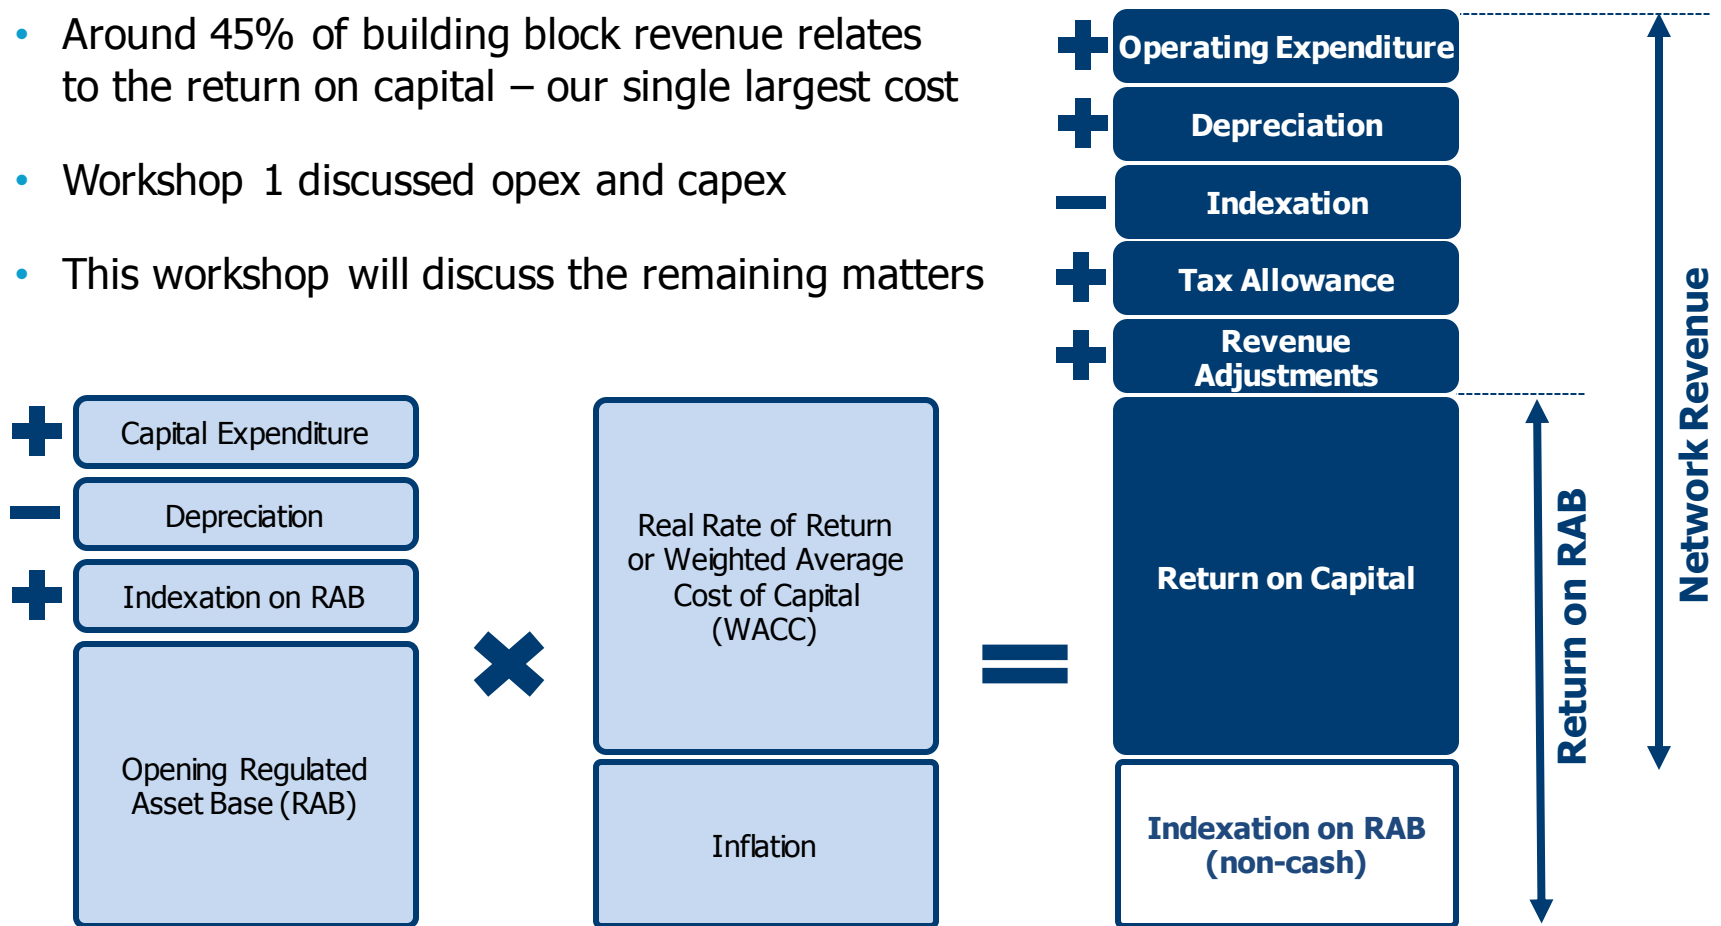 • Around 45% of building block revenue relates
to the return on capital – our single largest cost
• Workshop 1 discussed opex and capex
• This workshop will discuss the remaining matters
Operating Expenditure
Depreciation
Indexation
Tax Allowance
Revenue
Adjustments
Capital Expenditure
Depreciation
Indexation on RAB
Opening Regulated
Asset Base (RAB)
Real Rate of Return
or Weighted Average
Cost of Capital
(WACC)
Inflation
Return on Capital
Indexation on RAB
(non-cash)
Return on RAB
Network Revenue